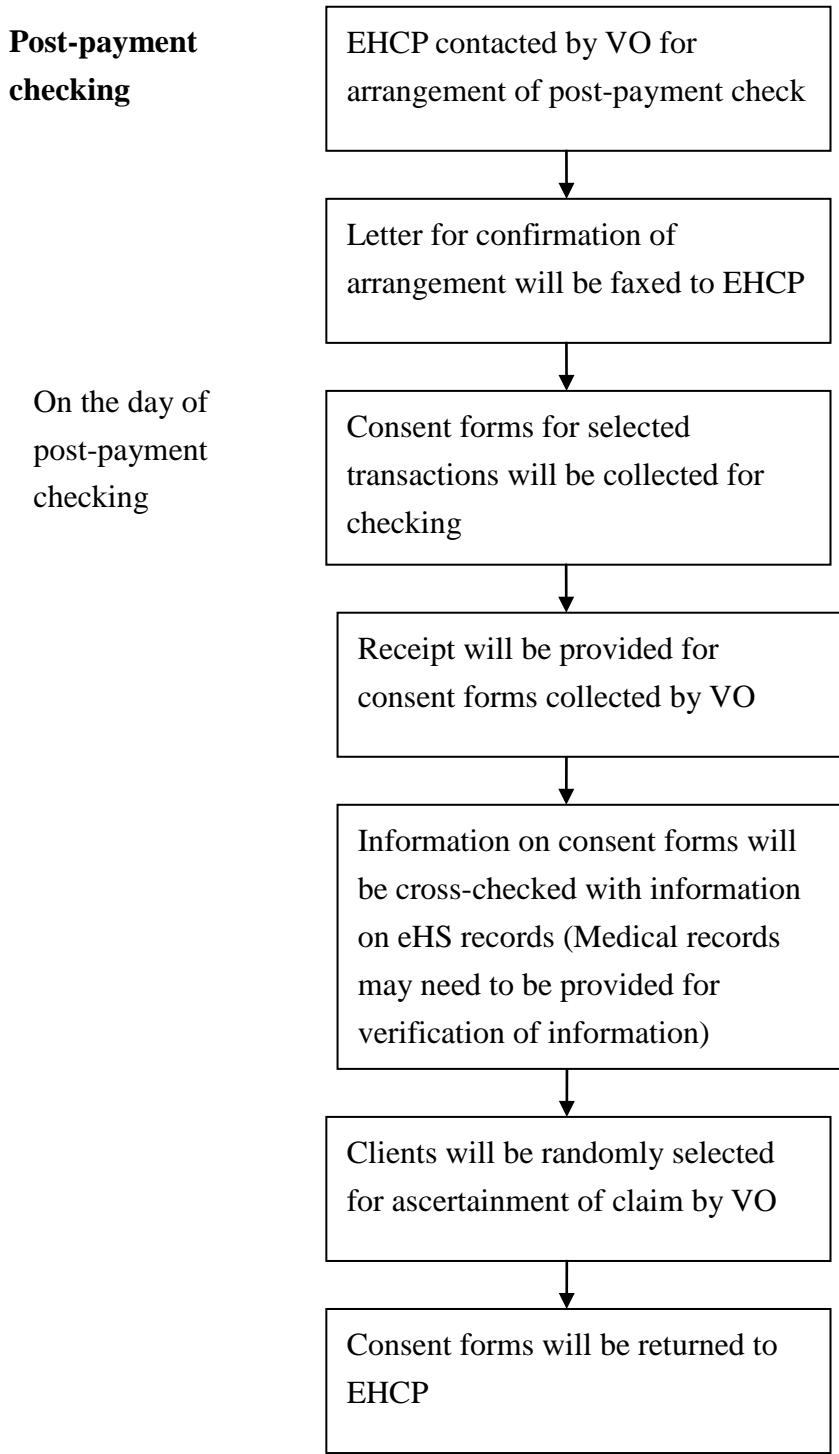 Post-payment
checking
EHCP contacted by VO for
arrangement of post-payment check
Letter for confirmation of
arrangement will be faxed to EHCP
On the day of
post-payment
checking
Consent forms for selected
transactions will be collected for
checking
Receipt will be provided for
consent forms collected by VO
Information on consent forms will
be cross-checked with information
on eHS records (Medical records
may need to be provided for
verification of information)
Clients will be randomly selected
for ascertainment of claim by VO
Consent forms will be returned to
EHCP